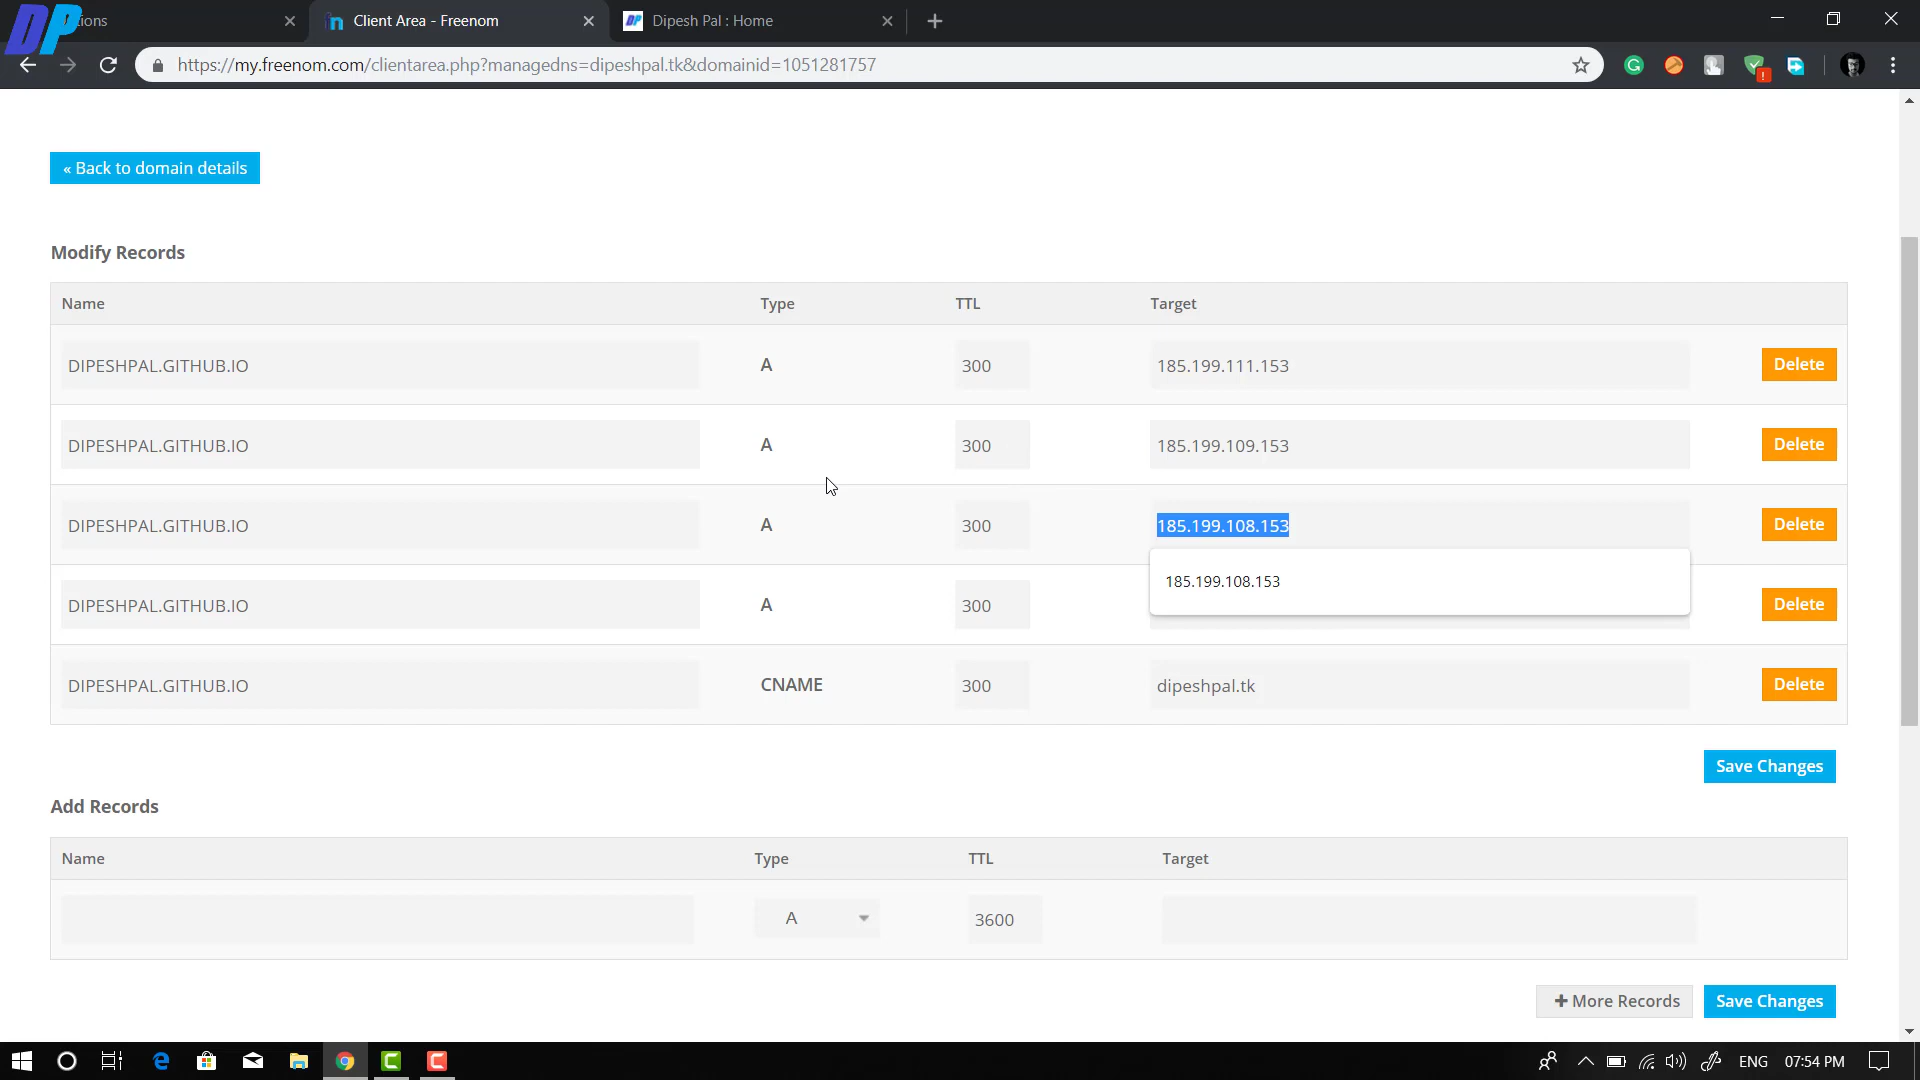 DP
ions
Client Area - Freenom
DP
Dipesh Pal : Home
https://my.freenom.com/clientarea.php?managedns=dipeshpal.tk&domainid=1051281757
« Back to domain details
Modify Records
Name Type TTL Target
DIPESHPAL.GITHUB.IO A 300 185.199.111.153 Delete
DIPESHPAL.GITHUB.IO A 300 185.199.109.153 Delete
DIPESHPAL.GITHUB.IO A 300 185.199.108.153 Delete
185.199.108.153
DIPESHPAL.GITHUB.IO A 300 Delete
DIPESHPAL.GITHUB.IO CNAME 300 dipeshpal.tk Delete
Save Changes
Add Records
Name Type TTL Target
A 3600
+ More Records Save Changes
ENG 07:54 PM